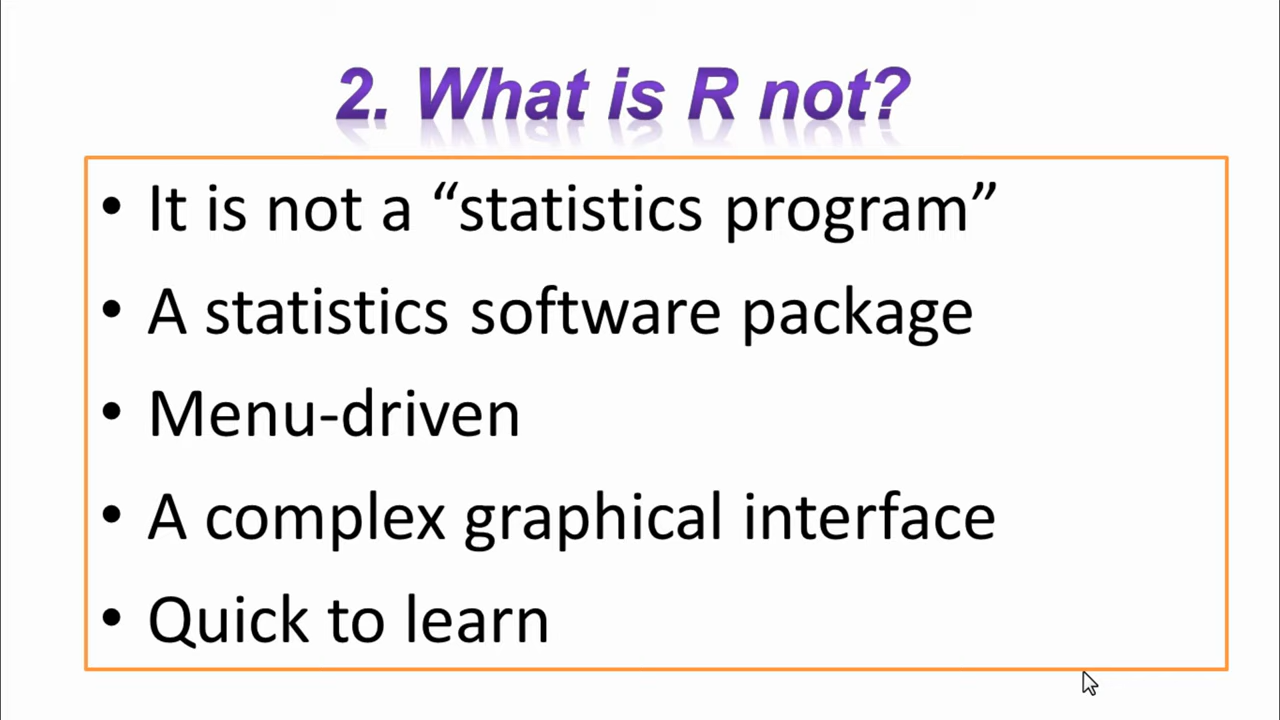 2. What is R not?
• It is not a “statistics program”
• A statistics software package
• Menu-driven
• A complex graphical interface
• Quick to learn